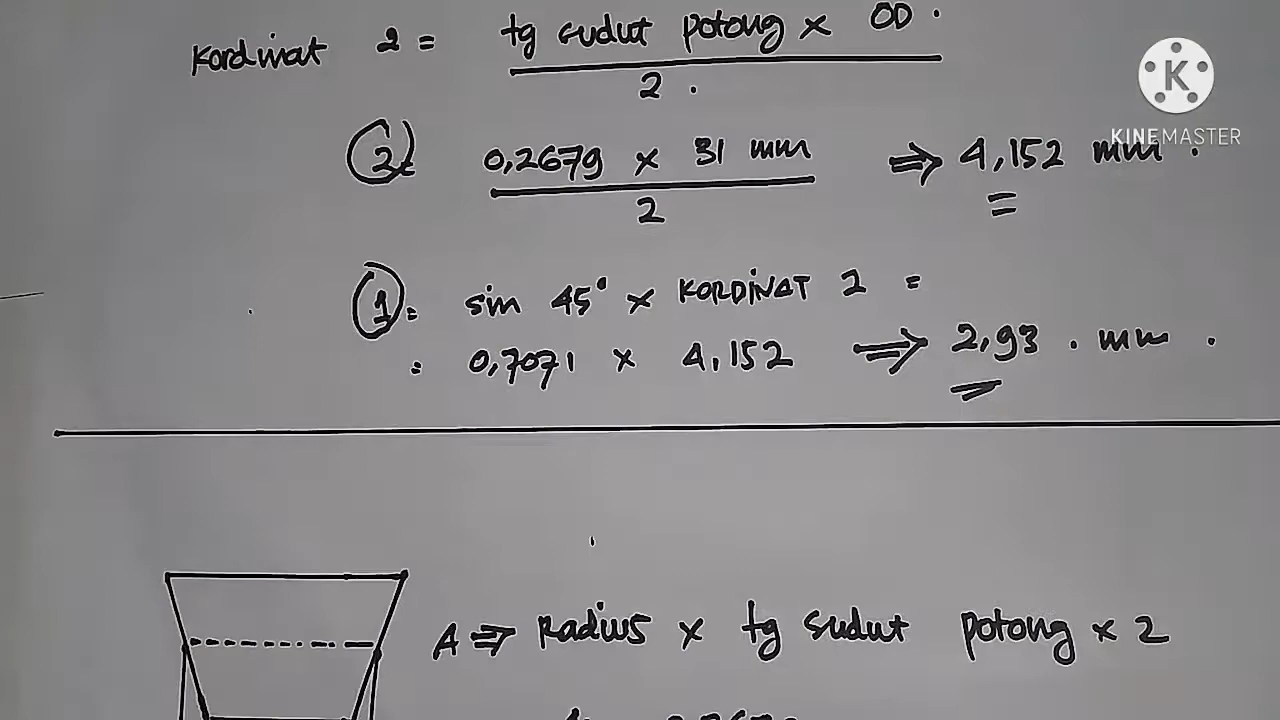 Kordinat 2 = tg sudut potong x OD.
2.
2 = 0,2679 x 31 mm ⇒ 4,152 mm.
2
1 = sin 45° x KORDINAT 2 =
= 0,7071 x 4,152 ⇒ 2,93 . mm .
A ⇒ Radius x tg sudut potong x 2
K
KINEMASTER